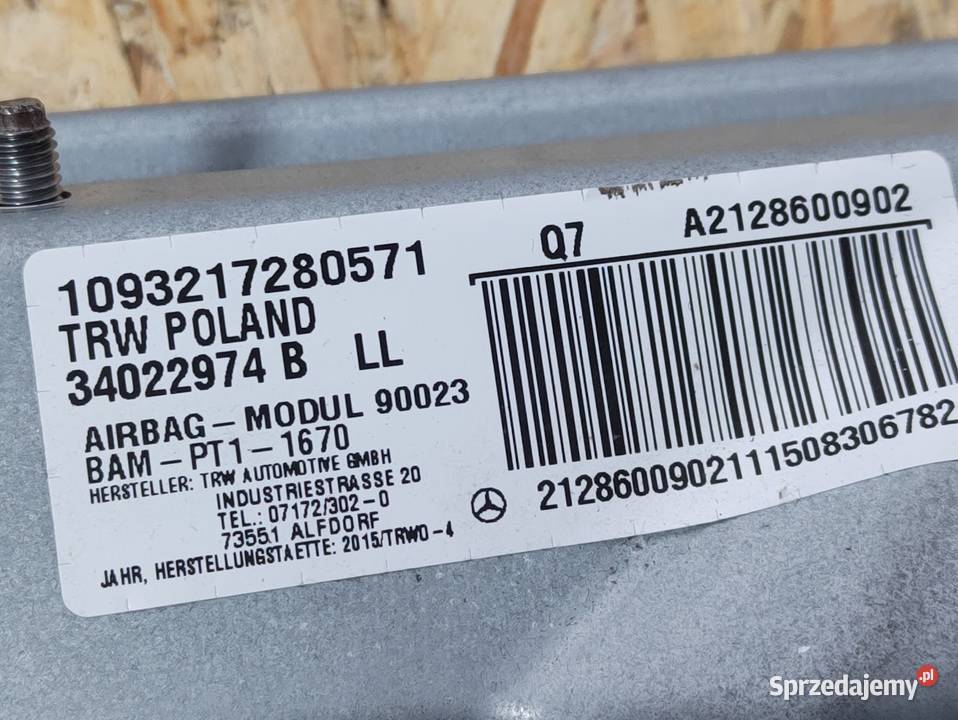 1093217280571
TRW POLAND
34022974 B LL
AIRBAG-MODUL 90023
BAM-PT1-1670
HERSTELLER: TRW AUTOMOTIVE GMBH
INDUSTRIESTRASSE 20
TEL.: 07172/302-0
73551 ALFDORF
JAHR, HERSTELLUNGSTAETTE: 2015/TRWO-4
Q7 A2128600902
2128600902111508306782
Sprzedajemy.pl